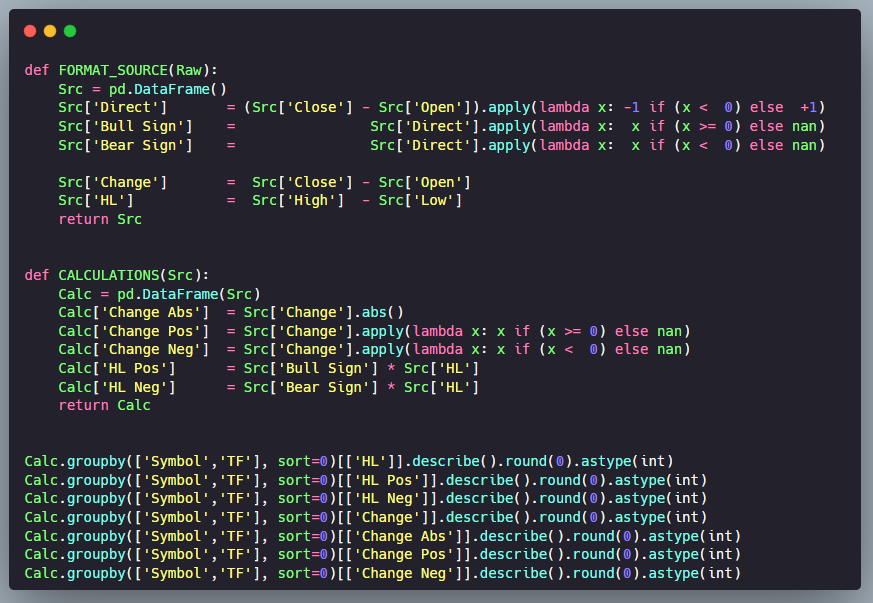 def FORMAT_SOURCE(Raw):
    Src = pd.DataFrame()
    Src['Direct']       = (Src['Close'] - Src['Open']).apply(lambda x: -1 if (x <  0) else  +1)
    Src['Bull Sign']    =                Src['Direct'].apply(lambda x:  x if (x >= 0) else nan)
    Src['Bear Sign']    =                Src['Direct'].apply(lambda x:  x if (x <  0) else nan)

    Src['Change']       =  Src['Close'] - Src['Open']
    Src['HL']           =  Src['High']  - Src['Low']
    return Src


def CALCULATIONS(Src):
    Calc = pd.DataFrame(Src)
    Calc['Change Abs']  = Src['Change'].abs()
    Calc['Change Pos']  = Src['Change'].apply(lambda x: x if (x >= 0) else nan)
    Calc['Change Neg']  = Src['Change'].apply(lambda x: x if (x <  0) else nan)
    Calc['HL Pos']      = Src['Bull Sign'] * Src['HL']
    Calc['HL Neg']      = Src['Bear Sign'] * Src['HL']
    return Calc


Calc.groupby(['Symbol','TF'], sort=0)[['HL']].describe().round(0).astype(int)
Calc.groupby(['Symbol','TF'], sort=0)[['HL Pos']].describe().round(0).astype(int)
Calc.groupby(['Symbol','TF'], sort=0)[['HL Neg']].describe().round(0).astype(int)
Calc.groupby(['Symbol','TF'], sort=0)[['Change']].describe().round(0).astype(int)
Calc.groupby(['Symbol','TF'], sort=0)[['Change Abs']].describe().round(0).astype(int)
Calc.groupby(['Symbol','TF'], sort=0)[['Change Pos']].describe().round(0).astype(int)
Calc.groupby(['Symbol','TF'], sort=0)[['Change Neg']].describe().round(0).astype(int)